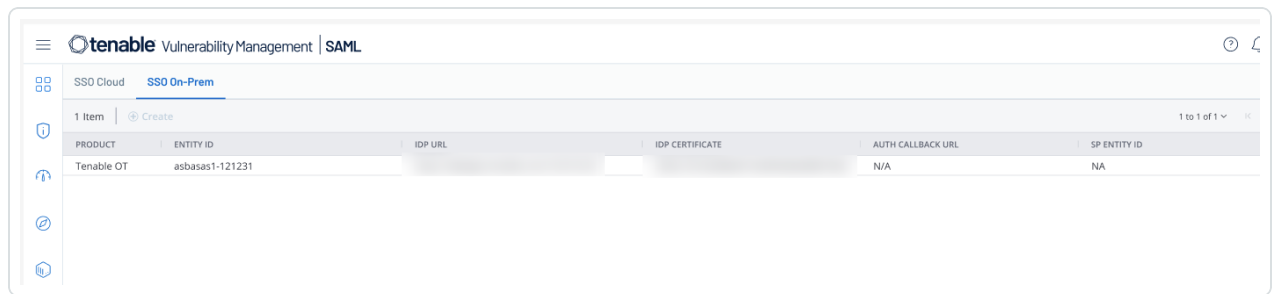 tenable Vulnerability Management | SAML
SSO Cloud SSO On-Prem
1 Item Create 1 to 1 of 1
PRODUCT ENTITY ID IDP URL IDP CERTIFICATE AUTH CALLBACK URL SP ENTITY ID
Tenable OT asbasas1-121231 N/A NA